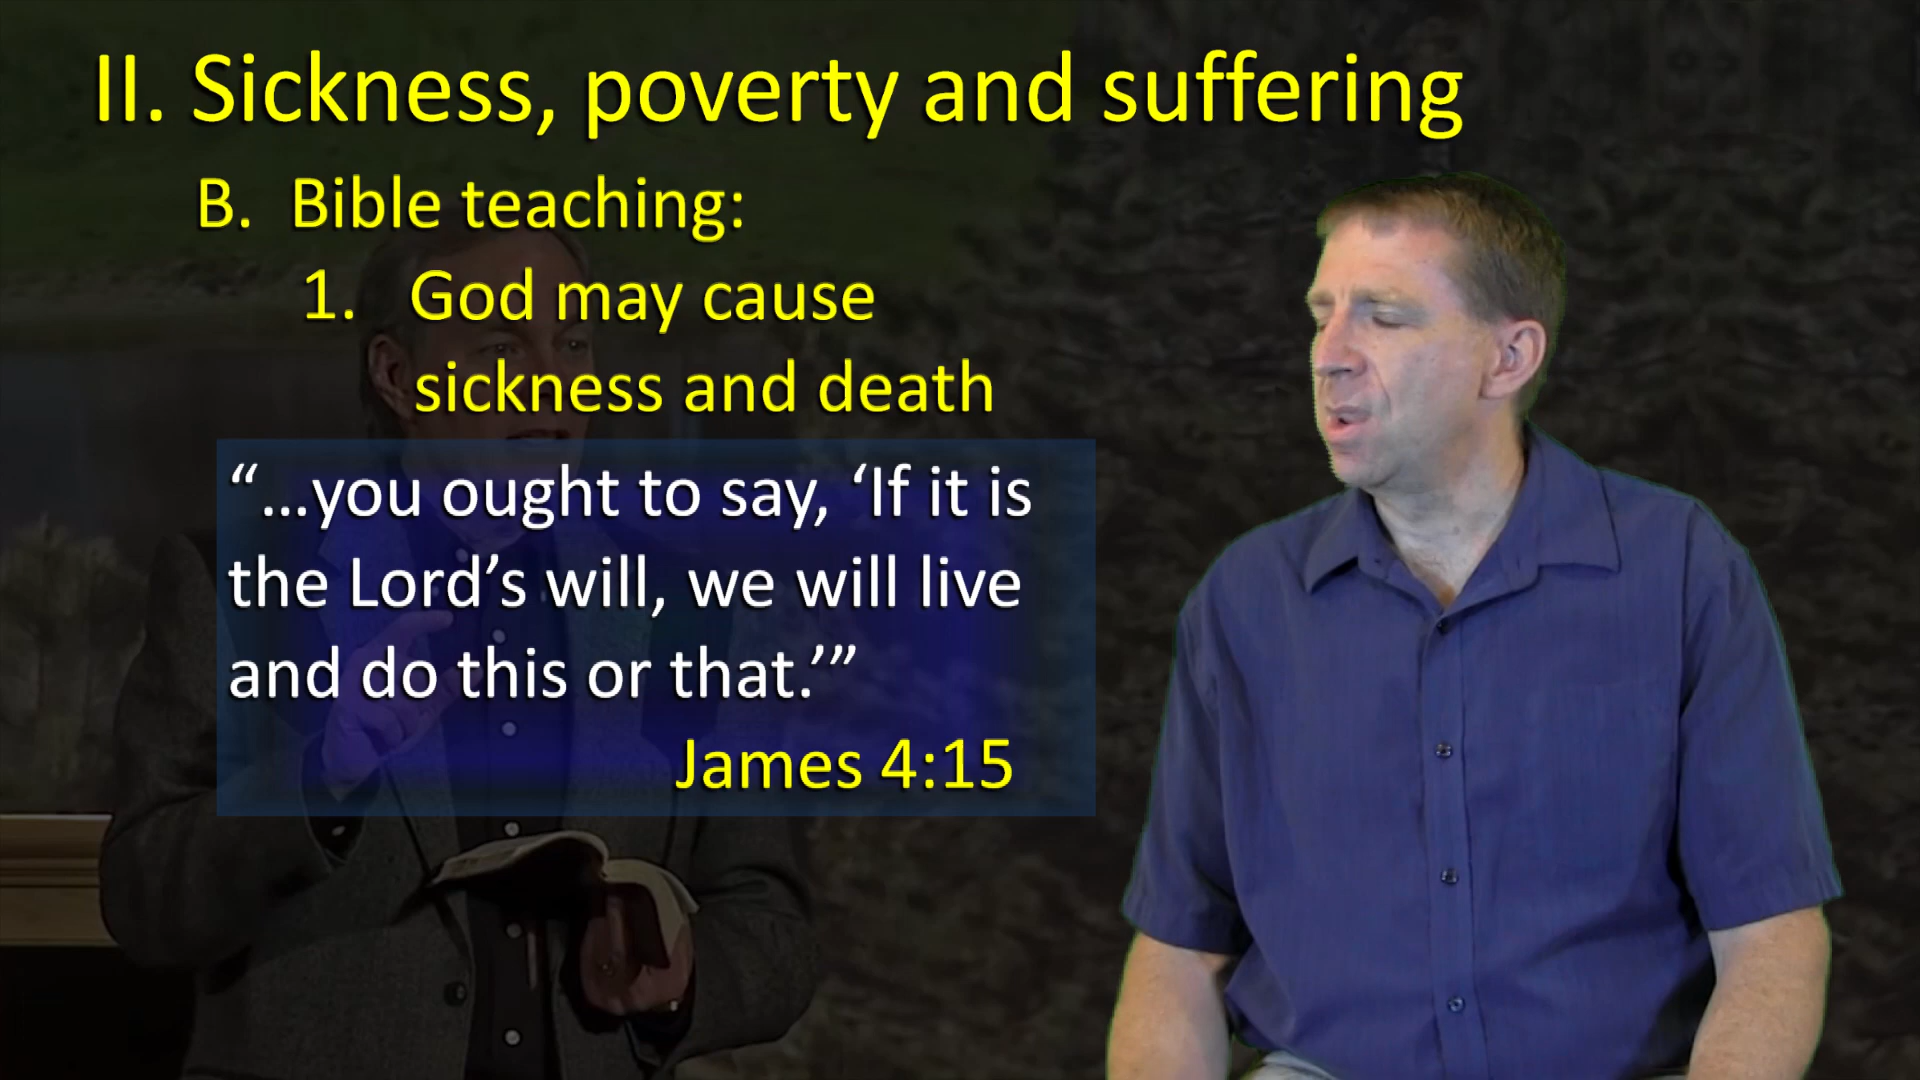 II. Sickness, poverty and suffering
B. Bible teaching:
1. God may cause
sickness and death
“…you ought to say, ‘If it is
the Lord’s will, we will live
and do this or that.’”
James 4:15